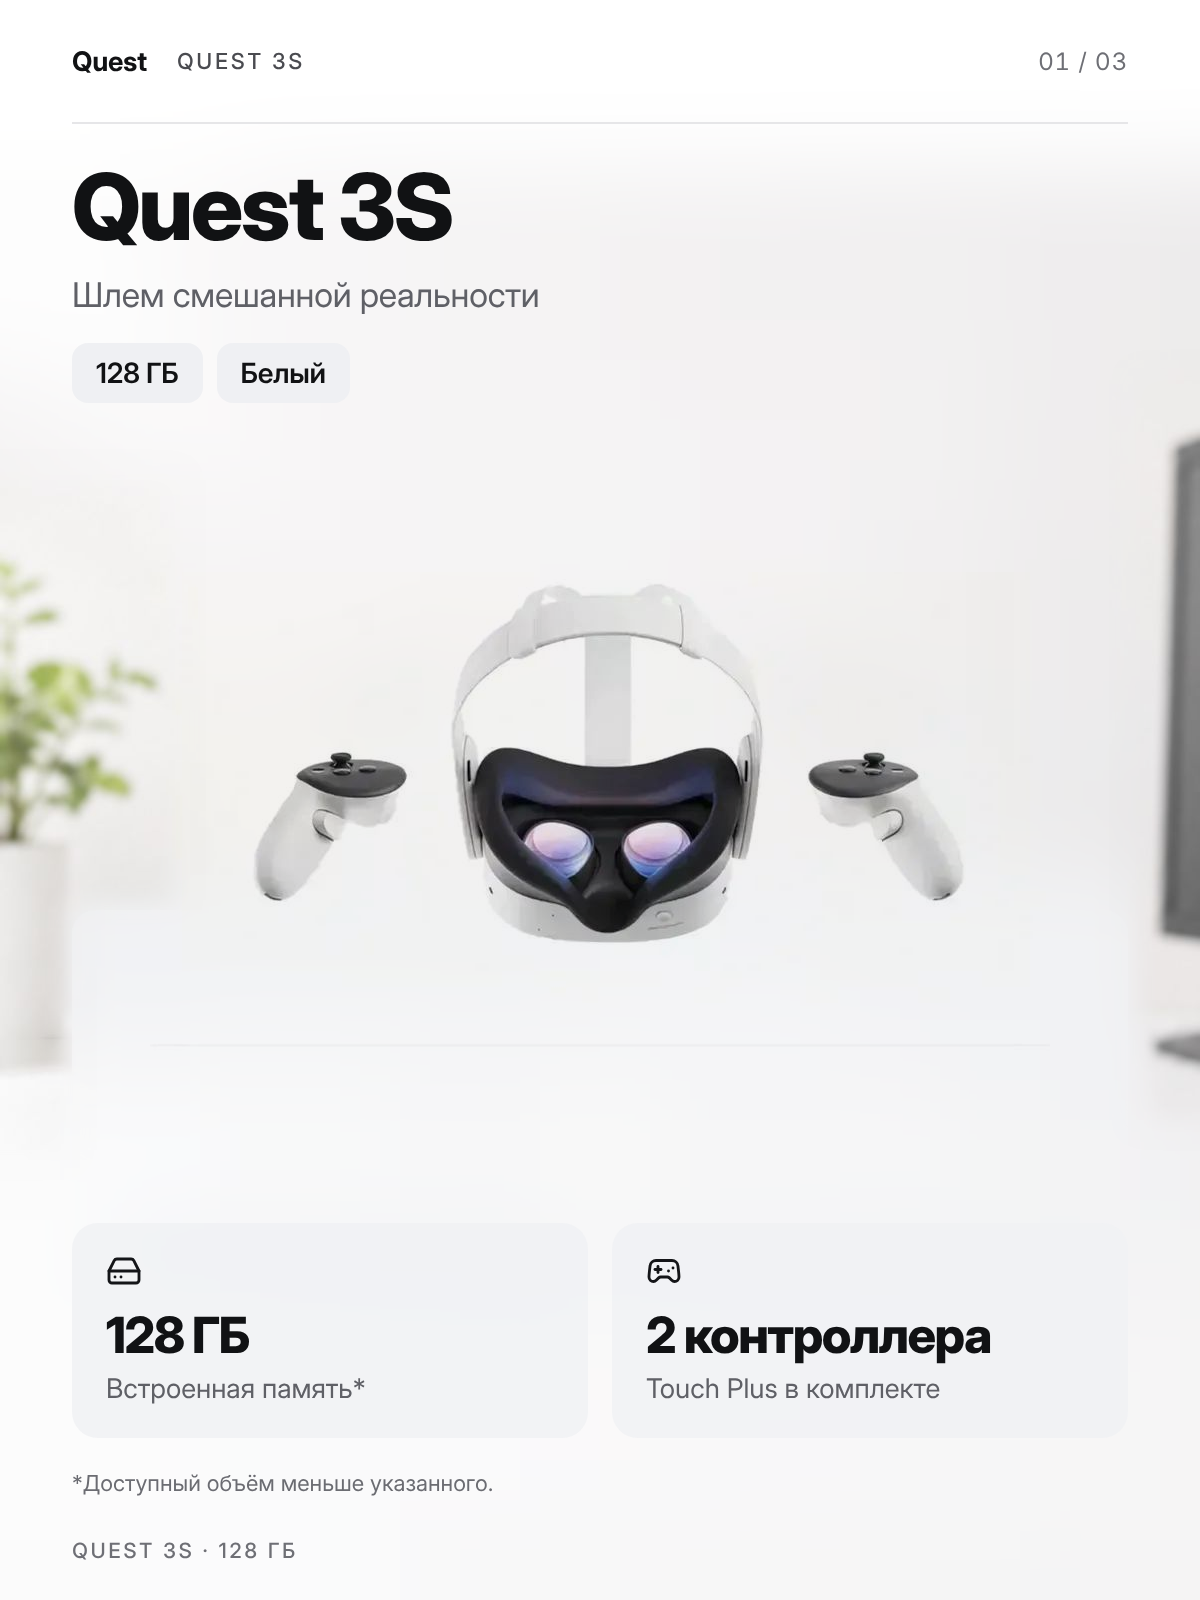 Quest QUEST 3S 01 / 03
Quest 3S
Шлем смешанной реальности
128 ГБ Белый
128 ГБ
Встроенная память*
2 контроллера
Touch Plus в комплекте
*Доступный объём меньше указанного.
QUEST 3S · 128 ГБ